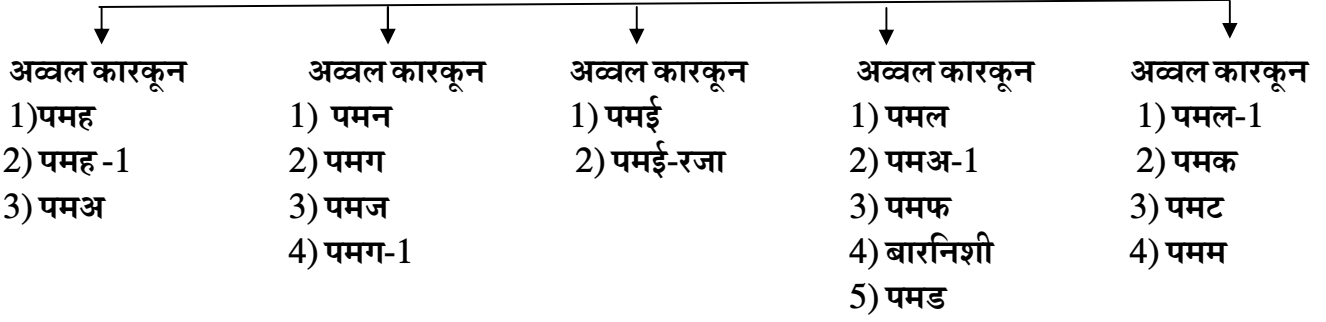 अव्वल कारकून अव्वल कारकून अव्वल कारकून अव्वल कारकून अव्वल कारकून
1)पमह 1) पमन 1) पमई 1) पमल 1) पमल-1
2) पमह -1 2) पमग 2) पमई-रजा 2) पमअ-1 2) पमक
3) पमअ 3) पमज 3) पमफ 3) पमट
4) पमग-1 4) बारनिशी 4) पमम
5) पमड